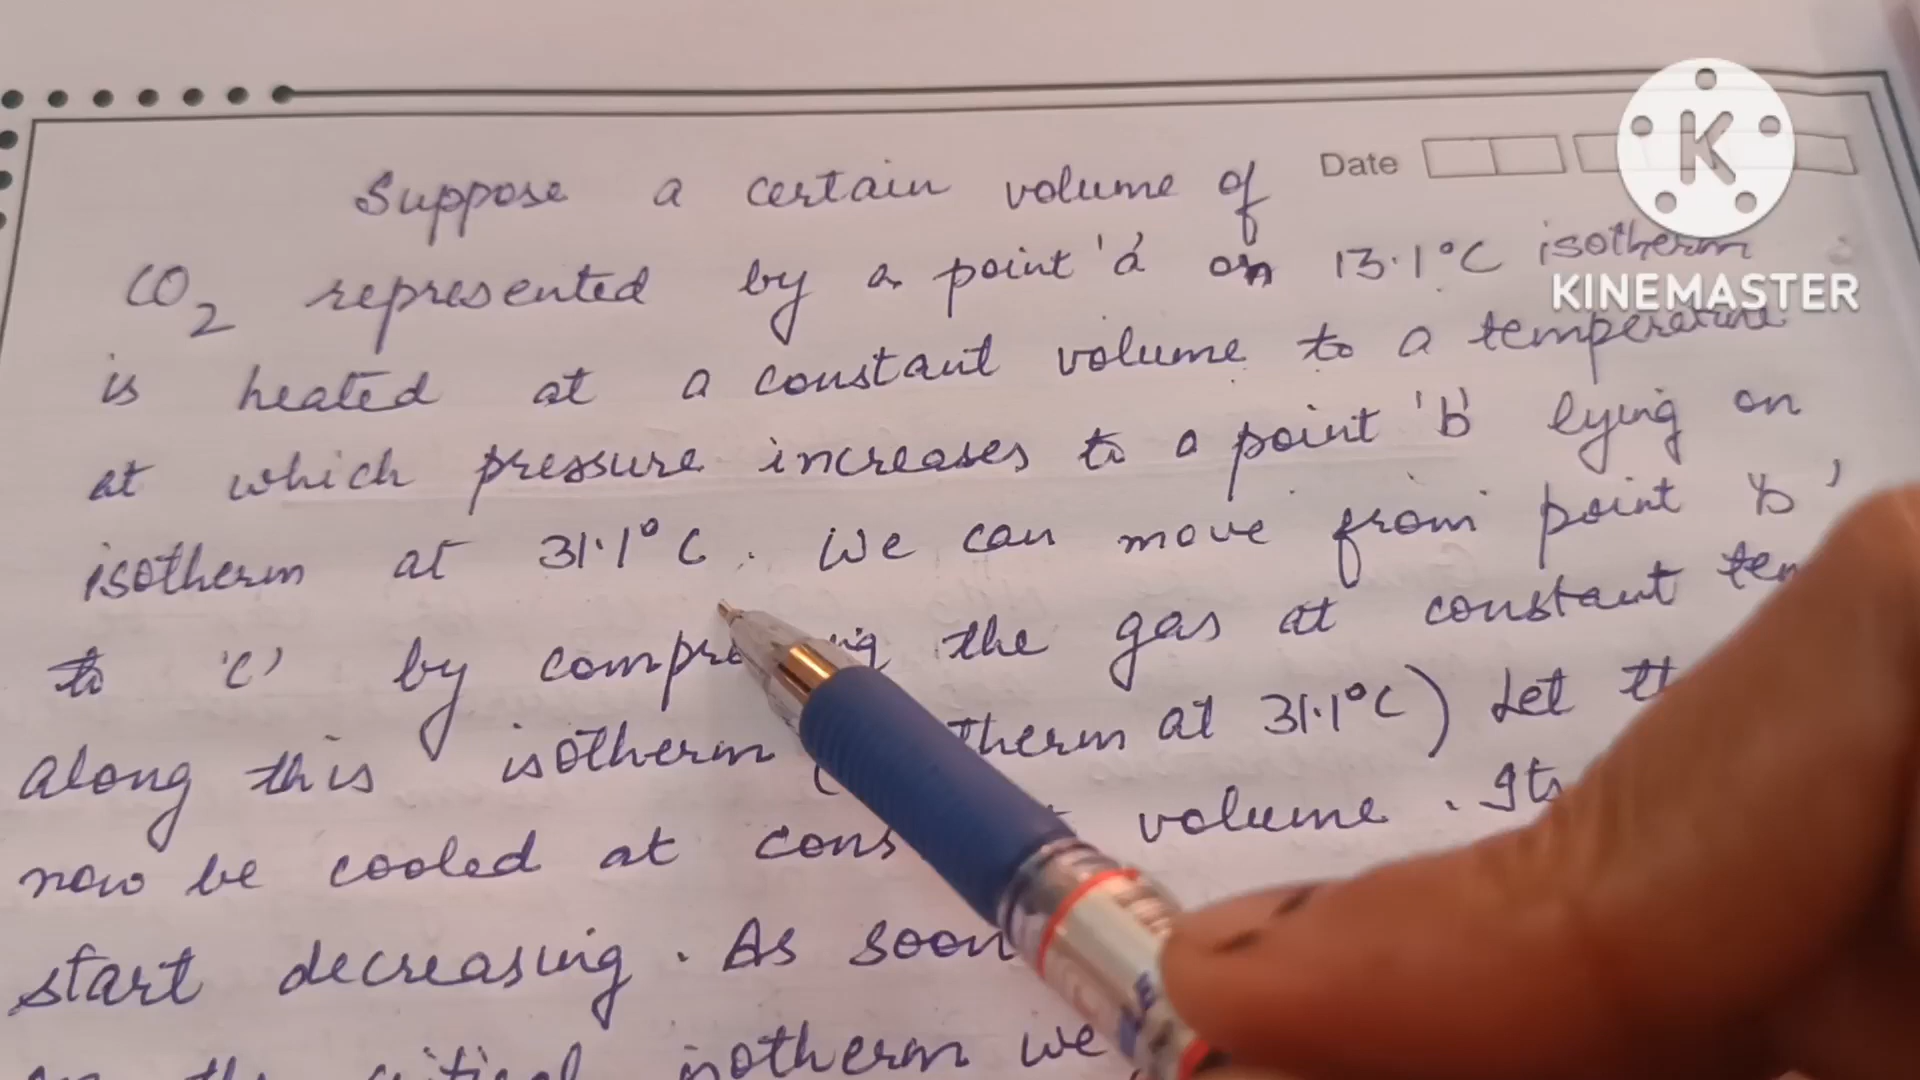 Date
Suppose a certain volume of
CO2 represented by a point 'a' on 13.1°C isotherm
KINEMASTER
is heated at a constant volume to a temperature
at which pressure increases to a point 'b' lying on
isotherm at 31.1°C. We can move from point 'b'
to 'c' by the gas at constant
along this isotherm at 31.1°C) Let
now be cooled at volume. Its
start decreasing. As soon
critical isotherm we